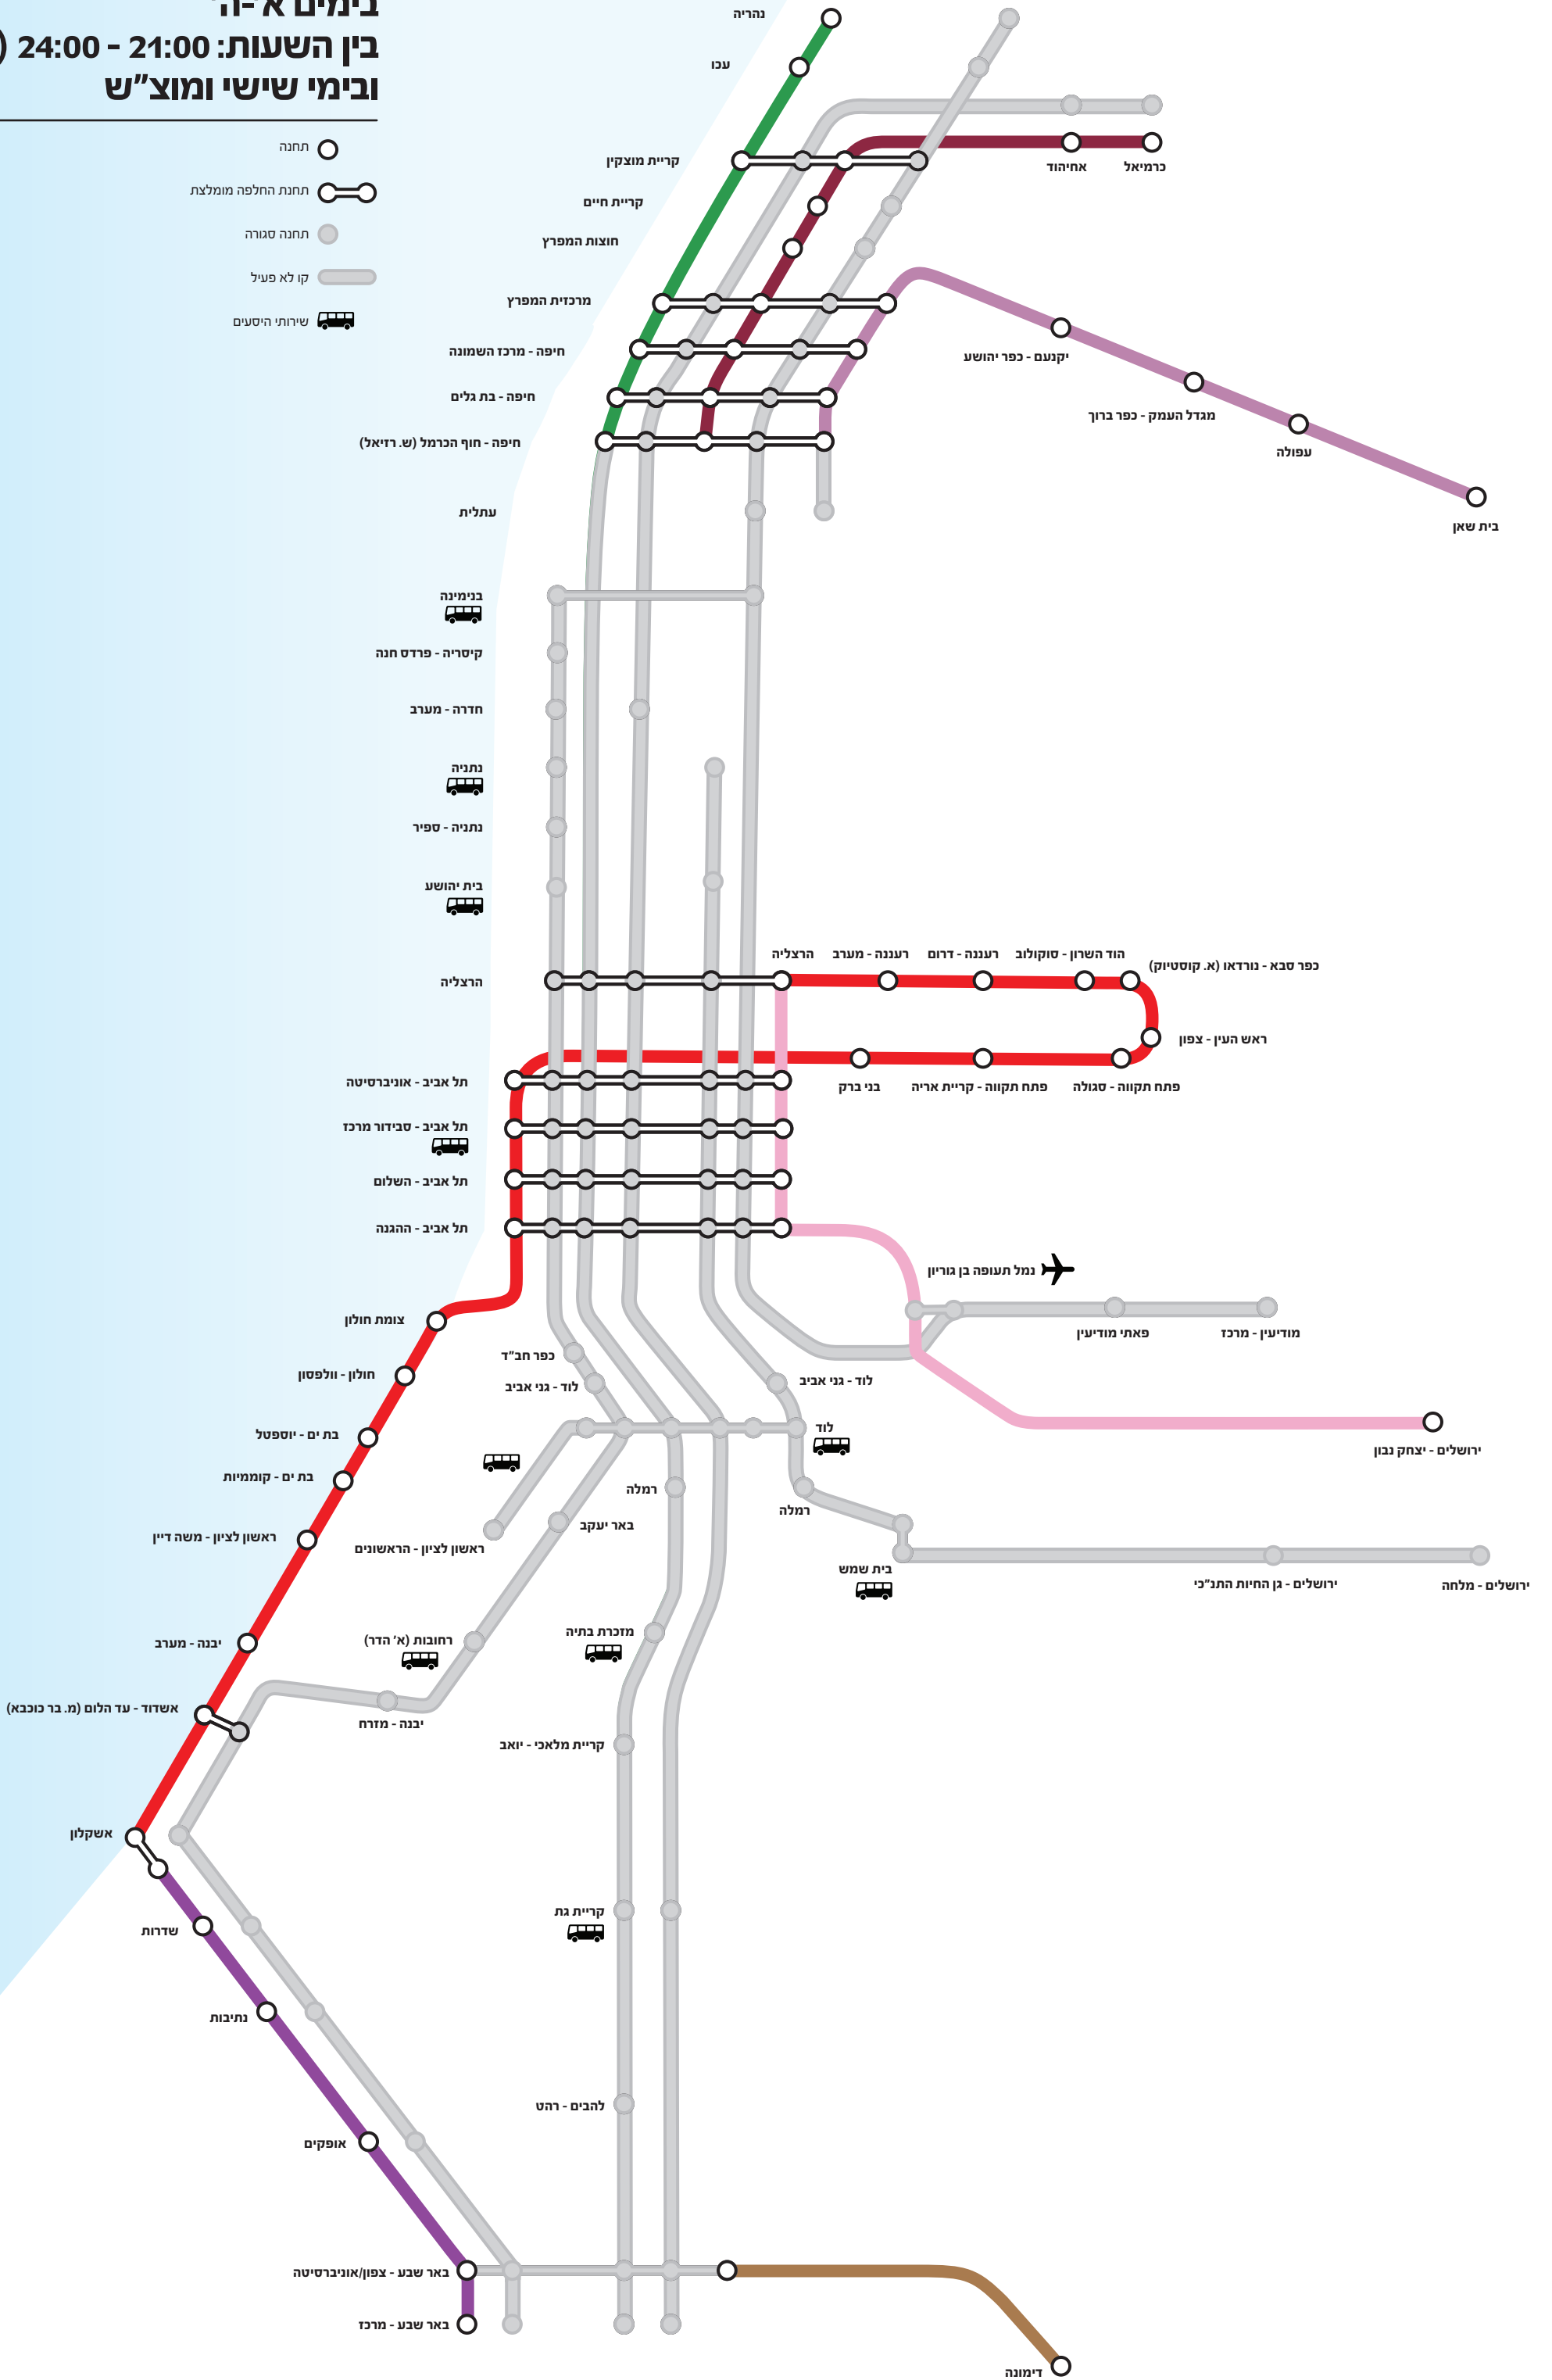 בימים א'-ה'
בין השעות: 21:00 - 24:00 (
ובימי שישי ומוצ"ש
תחנה
תחנת החלפה מומלצת
תחנה סגורה
קו לא פעיל
שירותי היסעים
נהריה
עכו
כרמיאל
אחיהוד
קריית מוצקין
קריית חיים
חוצות המפרץ
מרכזית המפרץ
חיפה - מרכז השמונה
יקנעם - כפר יהושע
חיפה - בת גלים
מגדל העמק - כפר ברוך
חיפה - חוף הכרמל (ש. רזיאל)
עפולה
עתלית
בית שאן
בנימינה
קיסריה - פרדס חנה
חדרה - מערב
נתניה
נתניה - ספיר
בית יהושע
כפר סבא - נורדאו (א. קוסטיוק)
הוד השרון - סוקולוב
רעננה - דרום
רעננה - מערב
הרצליה
הרצליה
ראש העין - צפון
פתח תקווה - סגולה
פתח תקווה - קריית אריה
בני ברק
תל אביב - אוניברסיטה
תל אביב - סבידור מרכז
תל אביב - השלום
תל אביב - ההגנה
נמל תעופה בן גוריון
צומת חולון
מודיעין - מרכז
פאתי מודיעין
כפר חב"ד
חולון - וולפסון
לוד - גני אביב
לוד - גני אביב
לוד
בת ים - יוספטל
ירושלים - יצחק נבון
בת ים - קוממיות
רמלה
רמלה
באר יעקב
ראשון לציון - משה דיין
ראשון לציון - הראשונים
בית שמש
ירושלים - גן החיות התנ"כי
ירושלים - מלחה
יבנה - מערב
רחובות (א' הדר)
מזכרת בתיה
אשדוד - עד הלום (מ. בר כוכבא)
יבנה - מזרח
קריית מלאכי - יואב
אשקלון
קריית גת
שדרות
נתיבות
להבים - רהט
אופקים
באר שבע - צפון/אוניברסיטה
באר שבע - מרכז
דימונה